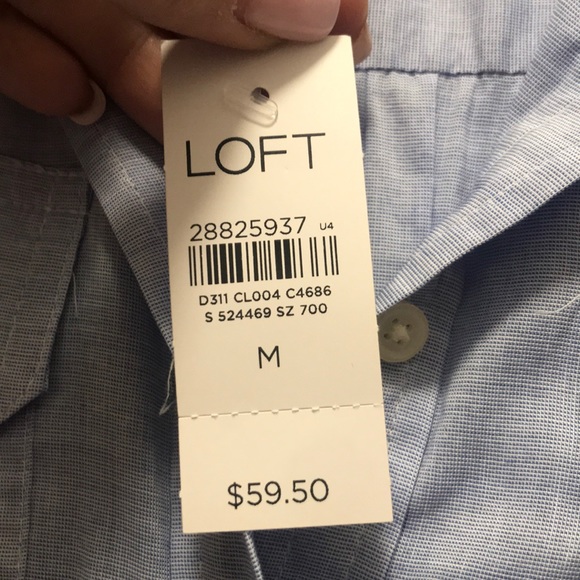 LOFT
28825937 U4
D311 CL004 C4686
S 524469 SZ 700
M
$59.50